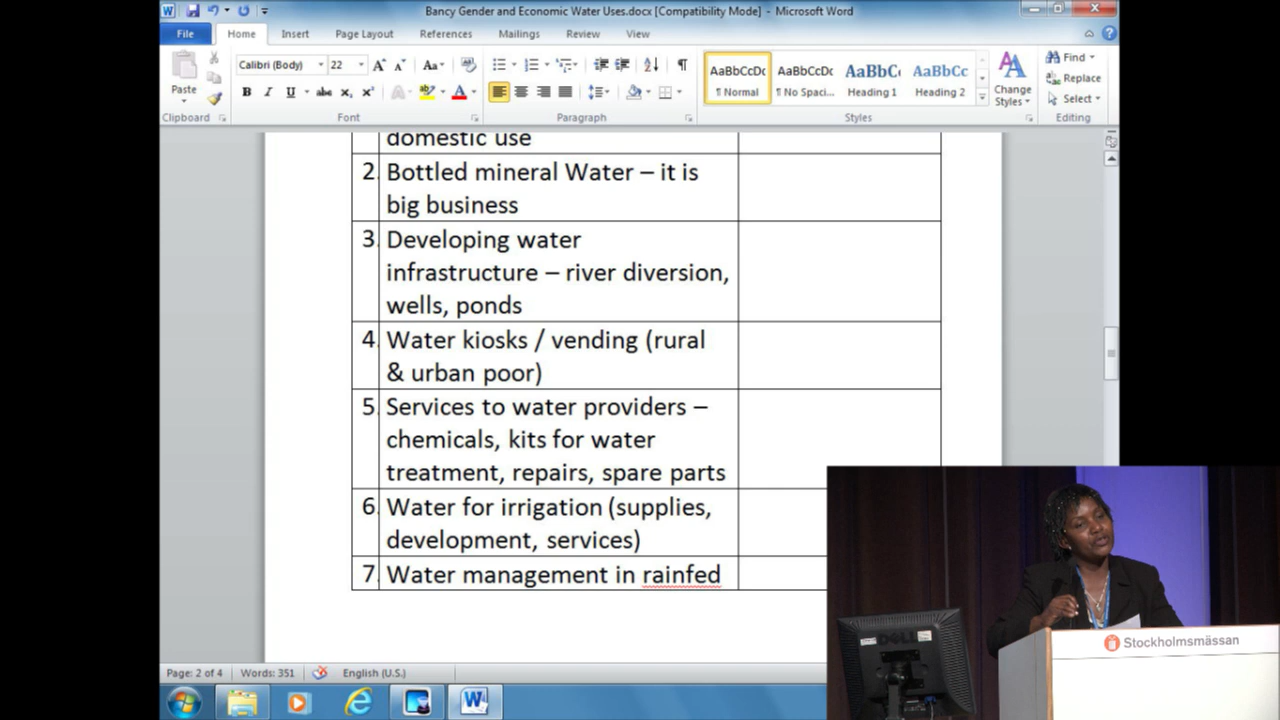 Bancy Gender and Economic Water Uses.docx [Compatibility Mode] - Microsoft Word
File Home Insert Page Layout References Mailings Review View
Calibri (Body) 22
Paste
B I U abc x₂ x² A
AaBbCcDc AaBbCcDc AaBbC AaBbCc
¶ Normal ¶ No Spaci... Heading 1 Heading 2
Change
Styles
Find
Replace
Select
Clipboard Font Paragraph Styles Editing
domestic use
2. Bottled mineral Water – it is
big business
3. Developing water
infrastructure – river diversion,
wells, ponds
4. Water kiosks / vending (rural
& urban poor)
5. Services to water providers –
chemicals, kits for water
treatment, repairs, spare parts
6. Water for irrigation (supplies,
development, services)
7. Water management in rainfed
DELL
Stockholmsmässan
Page: 2 of 4 Words: 351 English (U.S.)